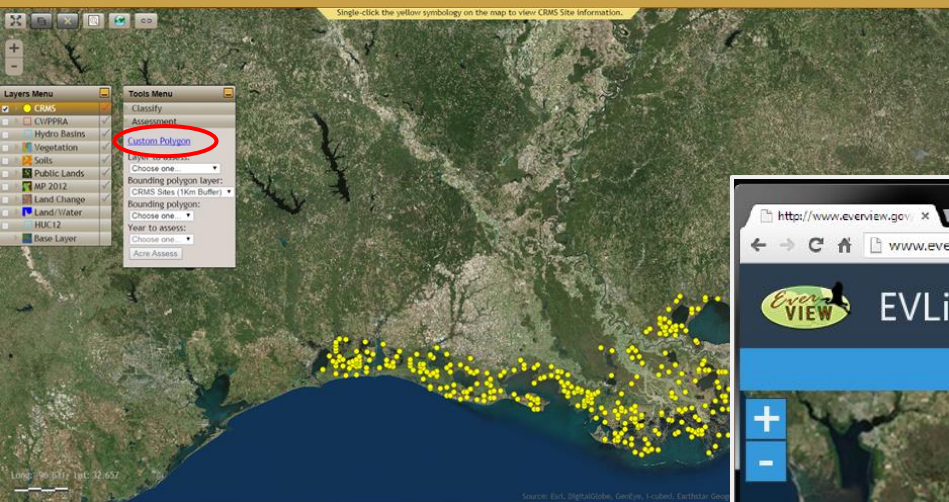 Single-click the yellow symbology on the map to view CRMS Site information.
+
-
Layers Menu
CRMS
CWPPRA
Hydro Basins
Vegetation
Soils
Public Lands
MP 2012
Land Change
Land/Water
HUC12
Base Layer
Tools Menu
Classify
Assessment
Custom Polygon
Layer to assess:
Choose one...
Bounding polygon layer:
CRMS Sites (1Km Buffer)
Bounding polygon:
Choose one...
Year to assess:
Choose one...
Acre Assess
Source: Esri, DigitalGlobe, GeoEye, i-cubed, Earthstar Geog
http://www.everview.gov
www.eve
Ever
VIEW
EVLi
+
-